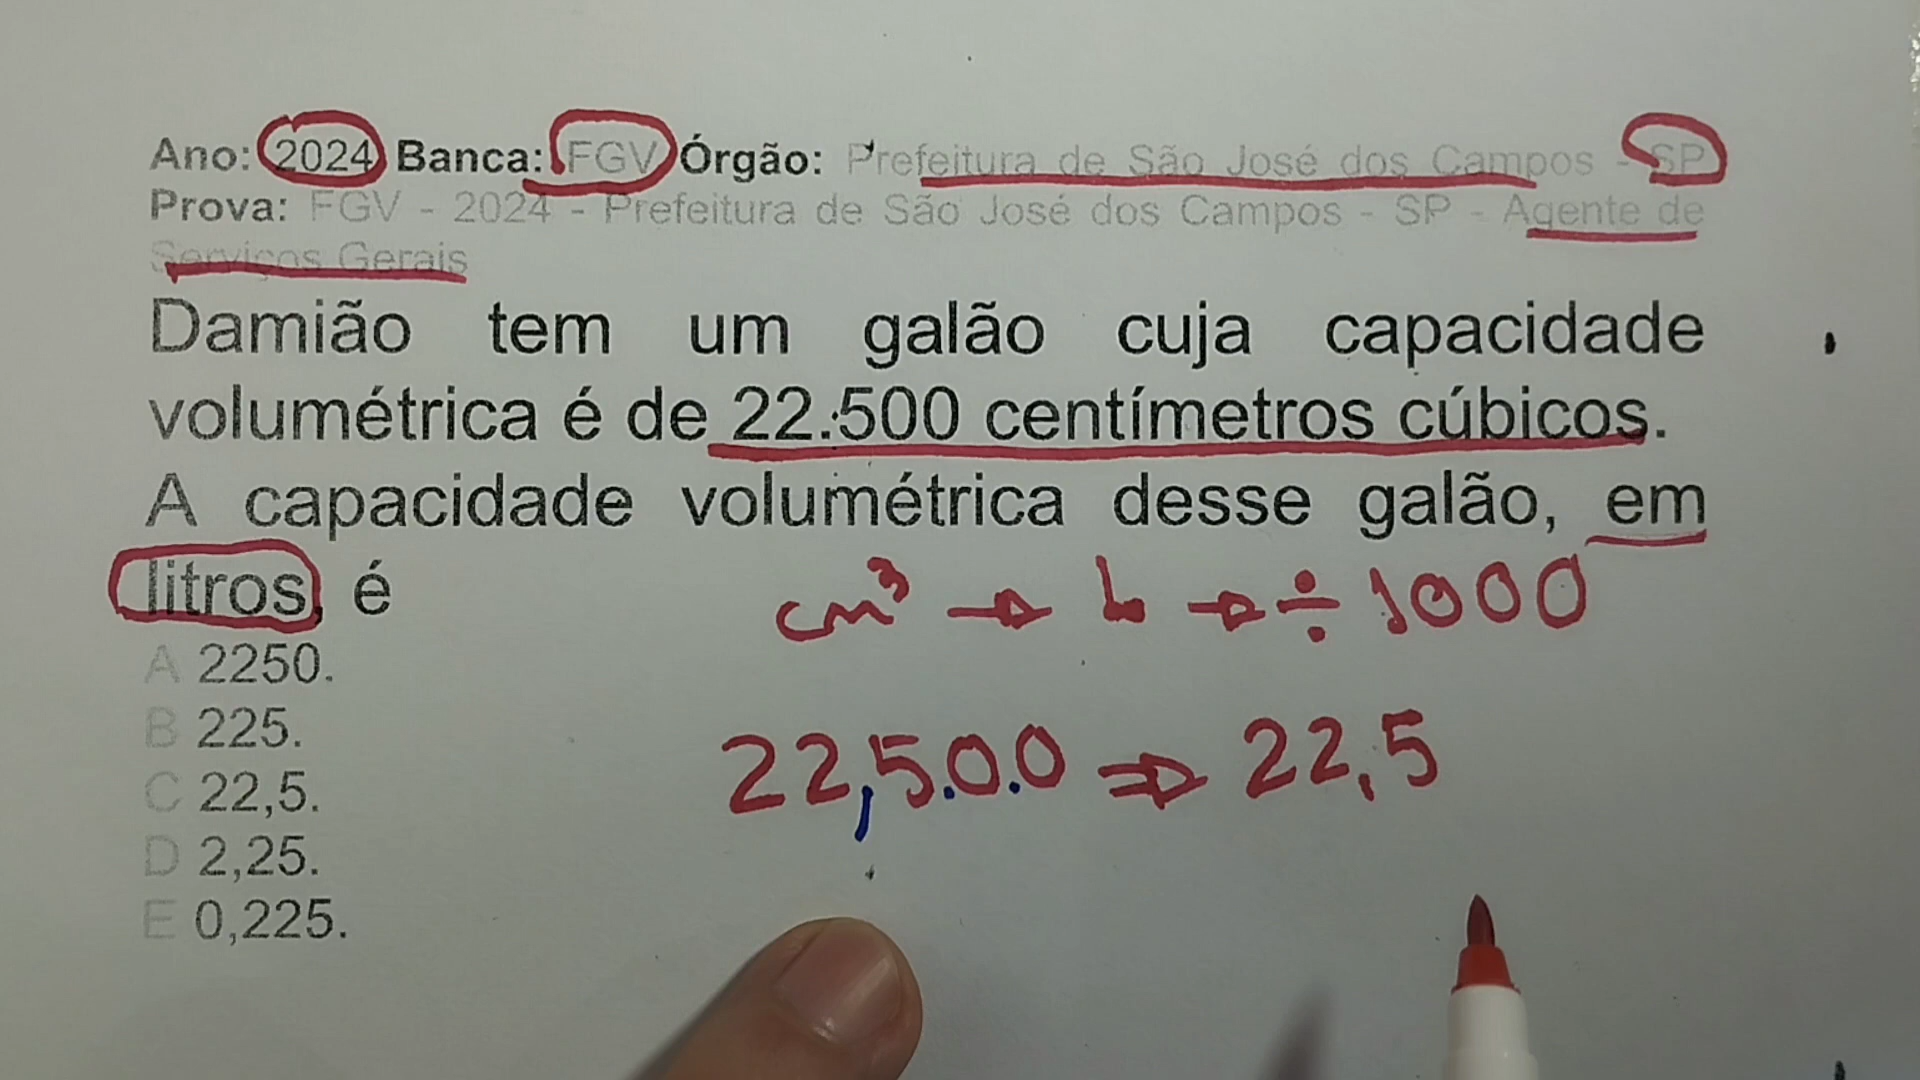 Ano: 2024 Banca: FGV Órgão: Prefeitura de São José dos Campos - SP
Prova: FGV - 2024 - Prefeitura de São José dos Campos - SP - Agente de
Serviços Gerais
Damião tem um galão cuja capacidade
volumétrica é de 22.500 centímetros cúbicos.
A capacidade volumétrica desse galão, em
litros, é
cm³ → L → ÷ 1000
A 2250.
B 225.
C 22,5.
D 2,25.
E 0,225.
22,5.0.0 ⇒ 22,5